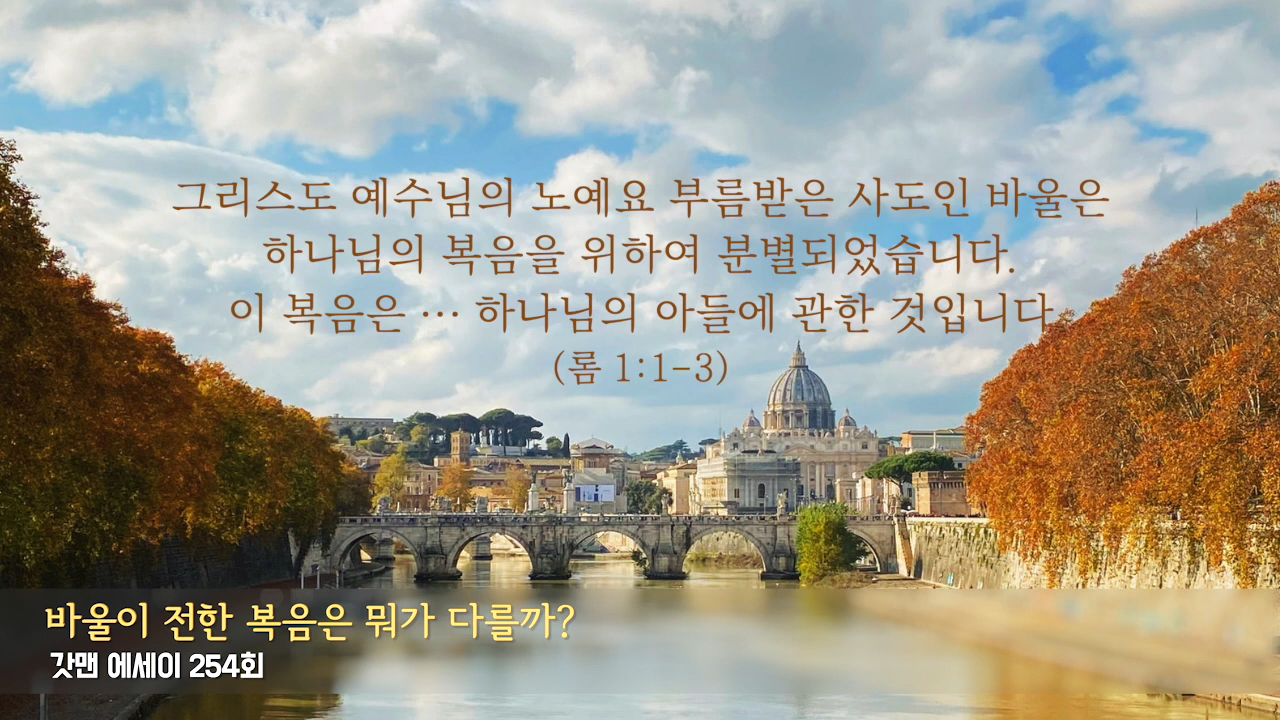 그리스도 예수님의 노예요 부름받은 사도인 바울은
하나님의 복음을 위하여 분별되었습니다.
이 복음은 … 하나님의 아들에 관한 것입니다
(롬 1:1-3)
바울이 전한 복음은 뭐가 다를까?
갓맨 에세이 254회